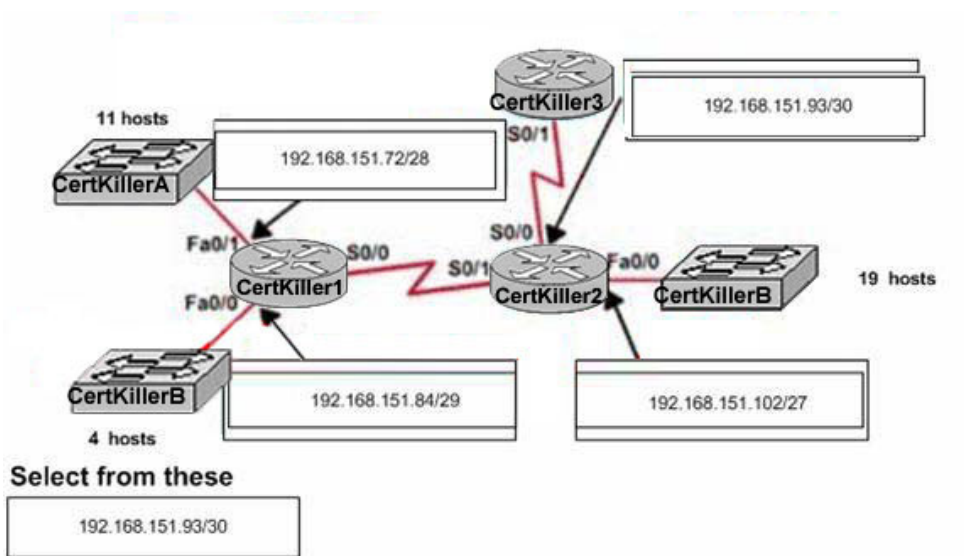 CertKiller3
192.168.151.93/30
11 hosts
S0/1
192.168.151.72/28
CertKillerA
Fa0/1
S0/0
S0/0
S0/1
Fa0/0
CertKiller1
CertKiller2
CertKillerB
19 hosts
Fa0/0
CertKillerB
192.168.151.84/29
192.168.151.102/27
4 hosts
Select from these
192.168.151.93/30